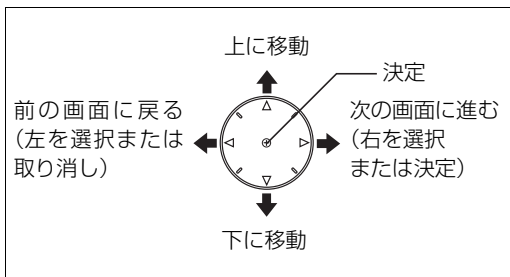 上に移動
決定
前の画面に戻る
(左を選択または
取り消し)
次の画面に進む
(右を選択
または決定)
下に移動